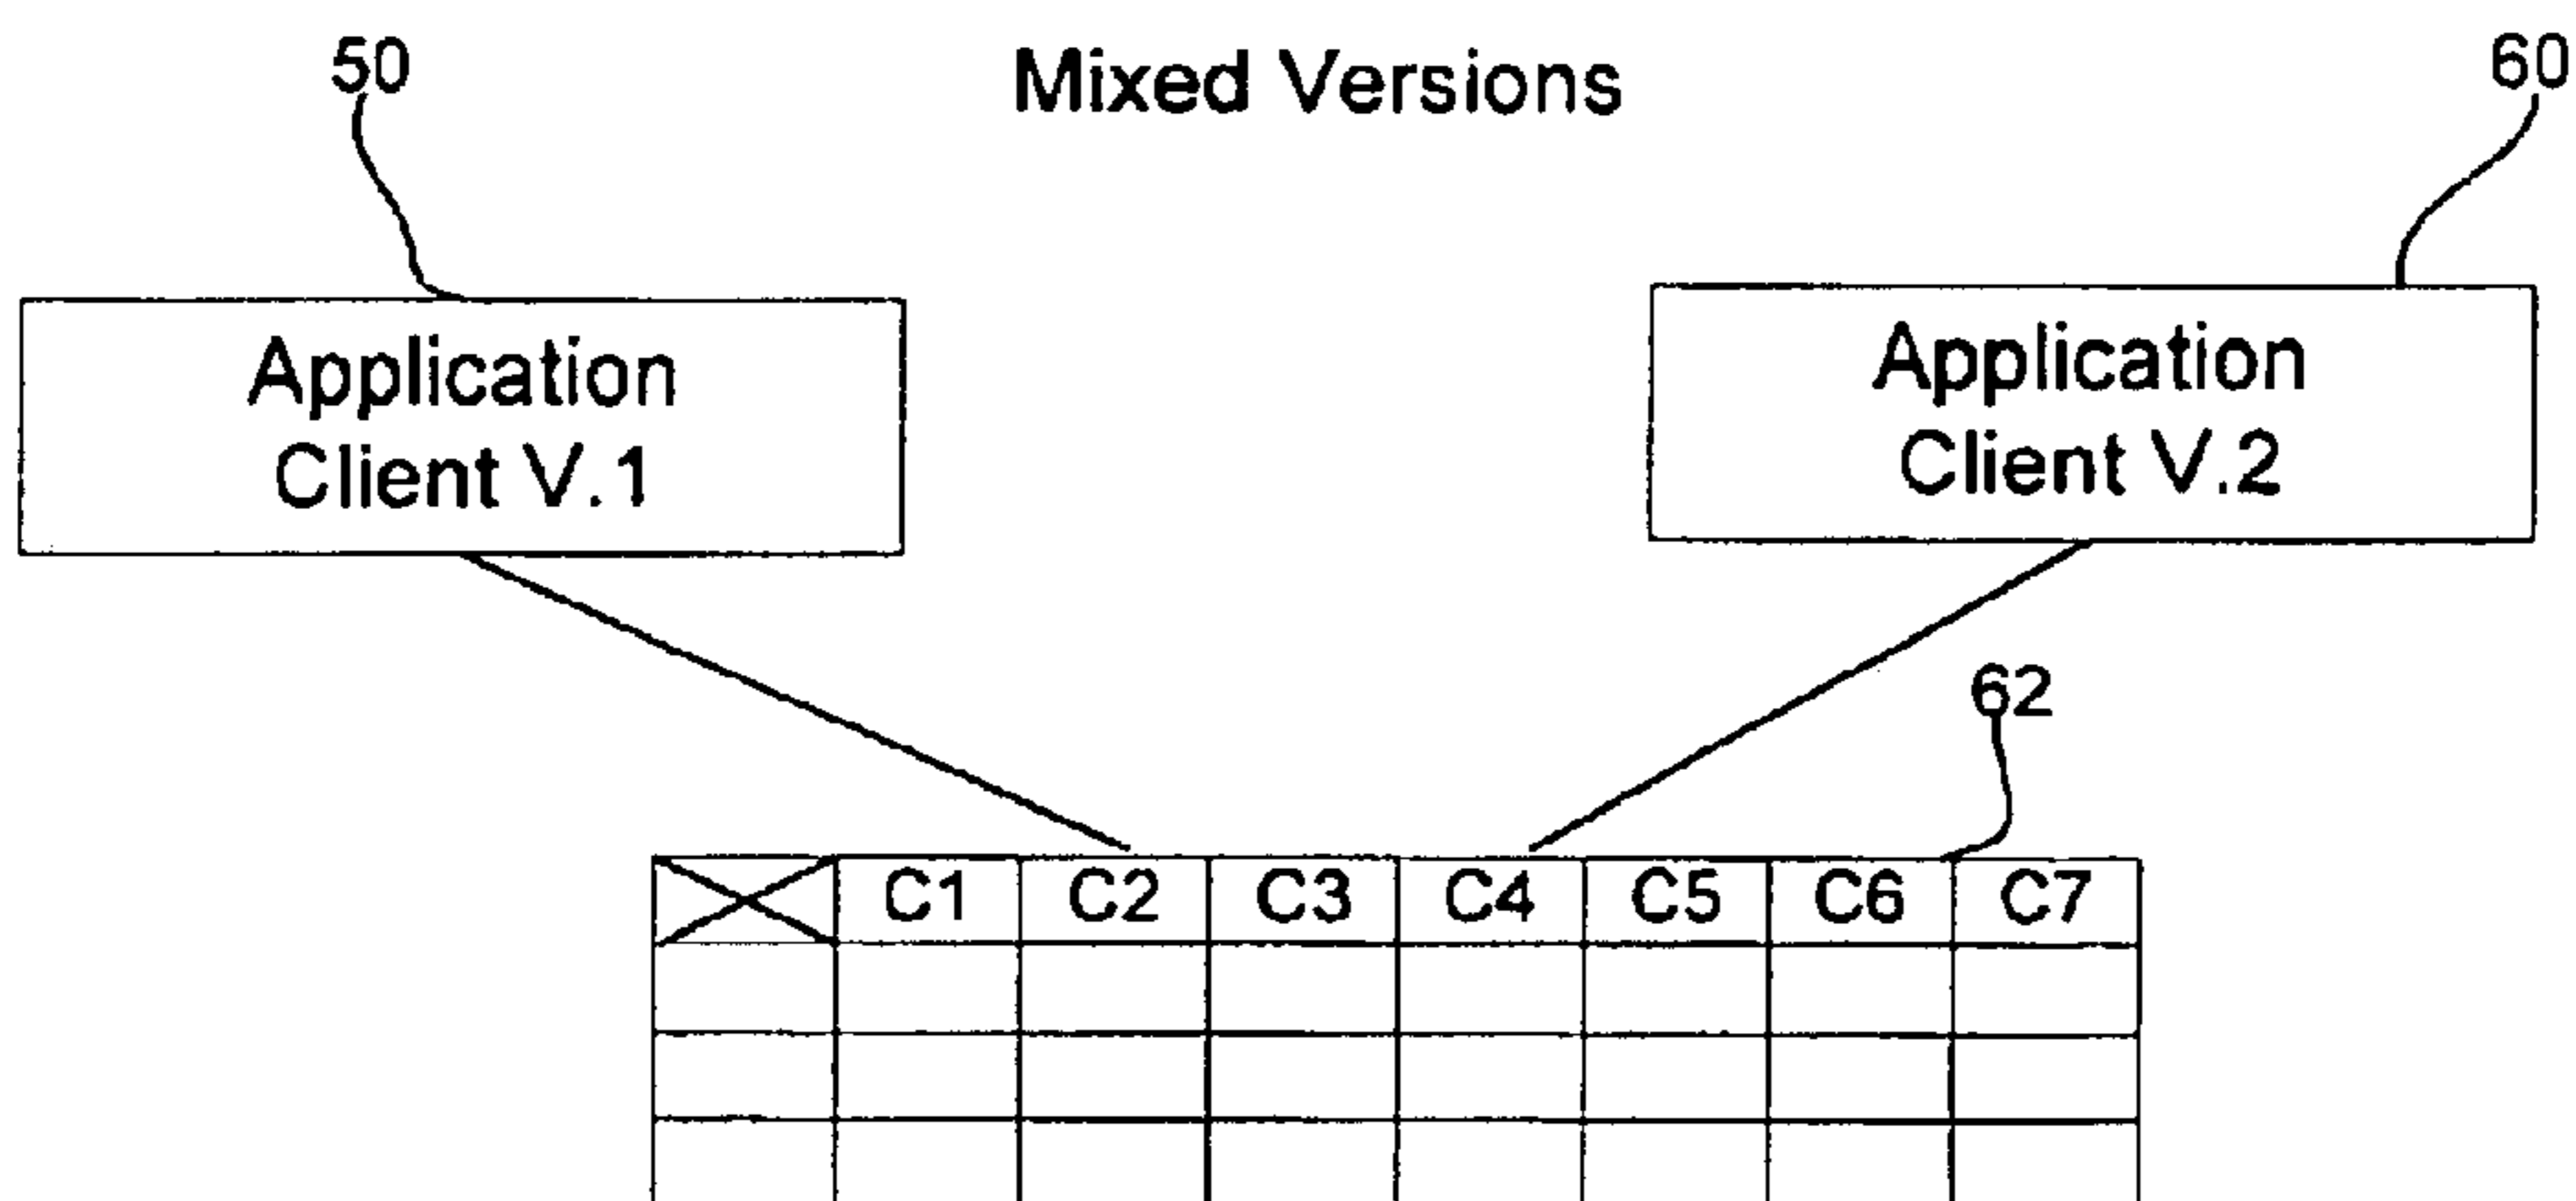 50
Mixed Versions
60
Application
Client V.1
Application
Client V.2
62
C1 C2 C3 C4 C5 C6 C7